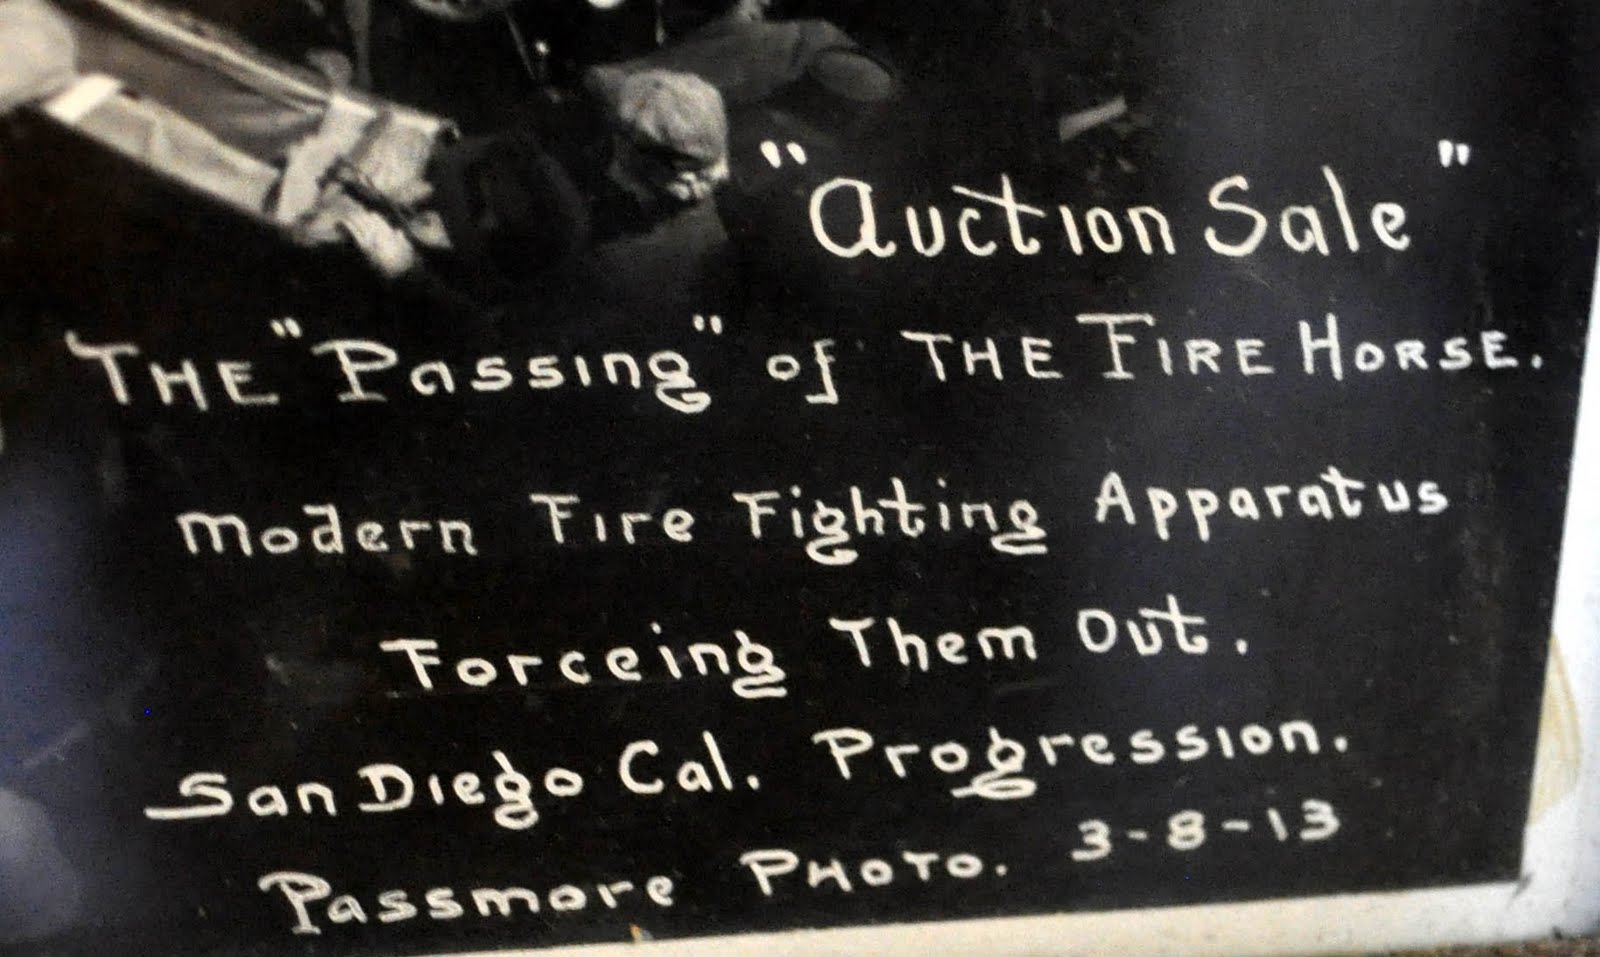 "Auction Sale"
THE "Passing" of THE FIRE HORSE.
Modern Fire Fighting Apparatus
Forceing Them Out.
San Diego Cal. Progression.
Passmore PHOTO. 3-8-13